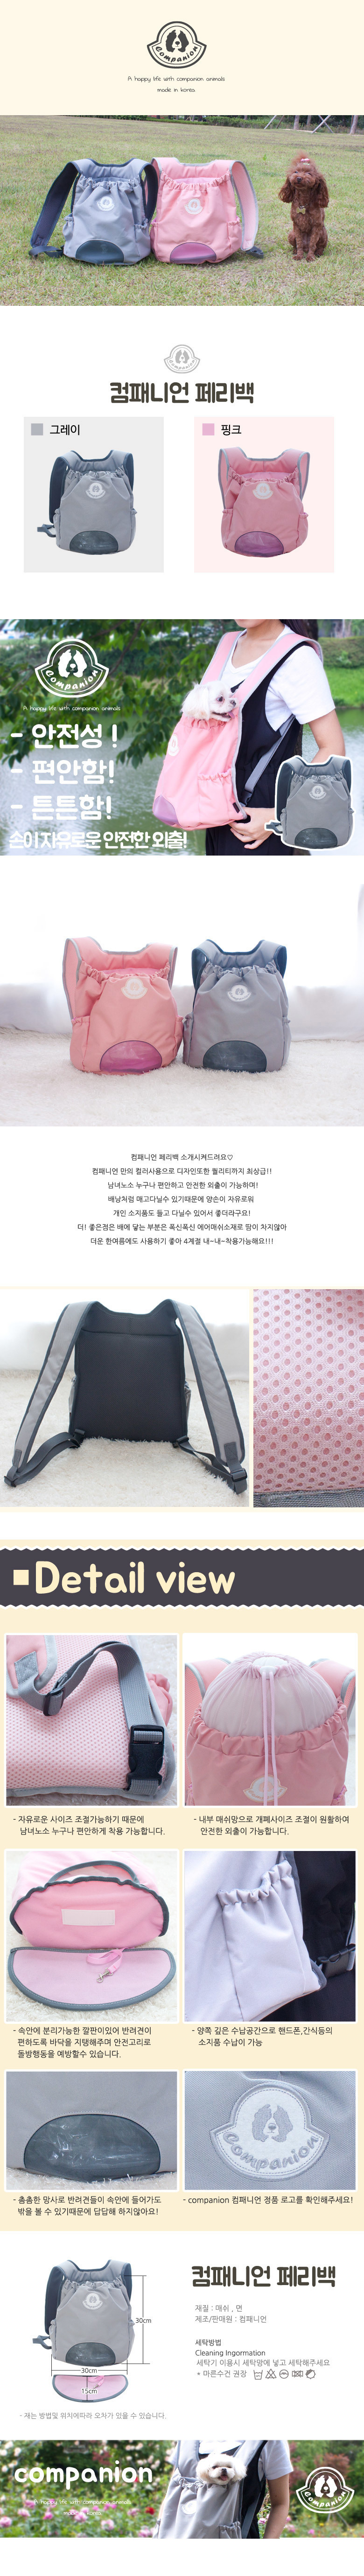 Companion
A happy life with companion animals
made in korea
컴패니언 페리백
그레이
핑크
Companion
A happy life with companion animals
- 안전성 !
- 편안함!
- 튼튼함!
손이 자유로운 안전한 외출!
컴패니언 페리백 소개시켜드려요♡
컴패니언 만의 컬러사용으로 디자인또한 퀄리티까지 최상급!!
남녀노소 누구나 편안하고 안전한 외출이 가능하며!
배낭처럼 매고다닐수 있기때문에 양손이 자유로워
개인 소지품도 들고 다닐수 있어서 좋더라구요!
더! 좋은점은 배에 닿는 부분은 폭신폭신 에어매쉬소재로 땀이 차지않아
더운 한여름에도 사용하기 좋아 4계절 내~내~착용가능해요!!!
Detail view
- 자유로운 사이즈 조절가능하기 때문에
남녀노소 누구나 편안하게 착용 가능합니다.
- 내부 매쉬망으로 개폐사이즈 조절이 원활하여
안전한 외출이 가능합니다.
- 속안에 분리가능한 깔판이있어 반려견이
편하도록 바닥을 지탱해주며 안전고리로
돌방행동을 예방할수 있습니다.
- 양쪽 깊은 수납공간으로 핸드폰,간식등의
소지품 수납이 가능
Companion
- 촘촘한 망사로 반려견들이 속안에 들어가도
밖을 볼 수 있기때문에 답답해 하지않아요!
- companion 컴패니언 정품 로고를 확인해주세요!
컴패니언 페리백
재질 : 매쉬 , 면
제조/판매원 : 컴패니언
세탁방법
Cleaning Ingormation
세탁기 이용시 세탁망에 넣고 세탁해주세요
* 마른수건 권장
30cm
30cm
15cm
- 재는 방법및 위치에따라 오차가 있을 수 있습니다.
companion
A happy life with companion animals
made in korea
Companion